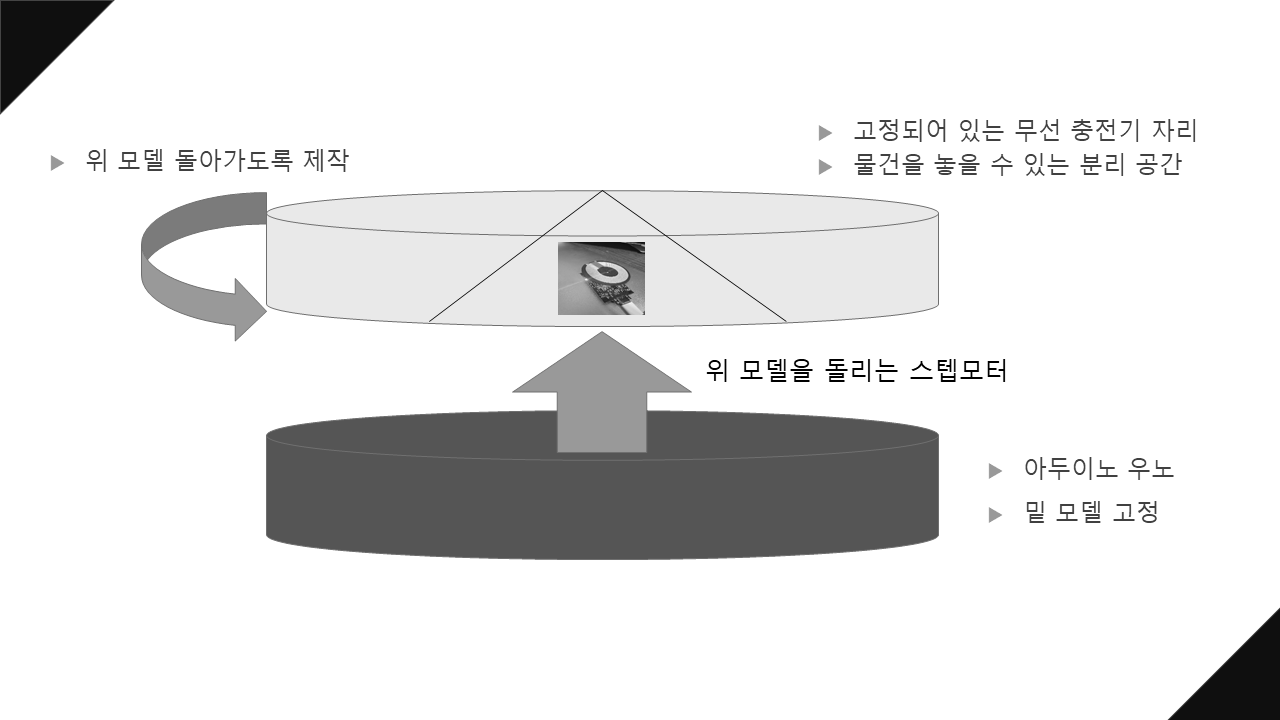 고정되어 있는 무선 충전기 자리
물건을 놓을 수 있는 분리 공간
위 모델 돌아가도록 제작
위 모델을 돌리는 스텝모터
아두이노 우노
밑 모델 고정